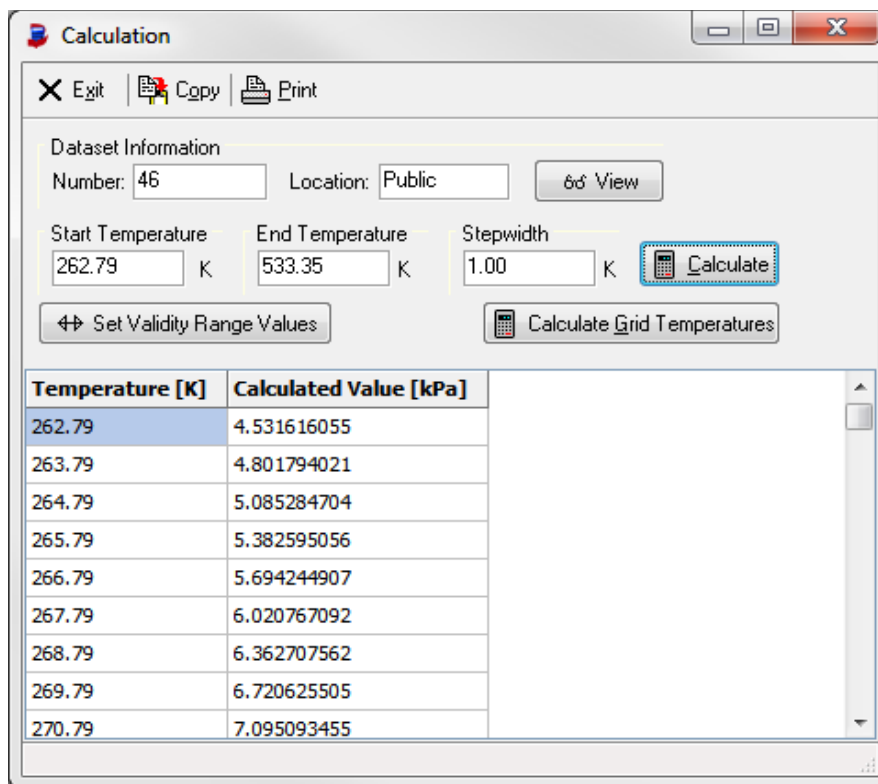 Calculation
Exit Copy Print
Dataset Information
Number: 46 Location: Public View
Start Temperature End Temperature Stepwidth
262.79 K 533.35 K 1.00 K Calculate
Set Validity Range Values Calculate Grid Temperatures
Temperature [K] Calculated Value [kPa]
262.79 4.531616055
263.79 4.801794021
264.79 5.085284704
265.79 5.382595056
266.79 5.694244907
267.79 6.020767092
268.79 6.362707562
269.79 6.720625505
270.79 7.095093455